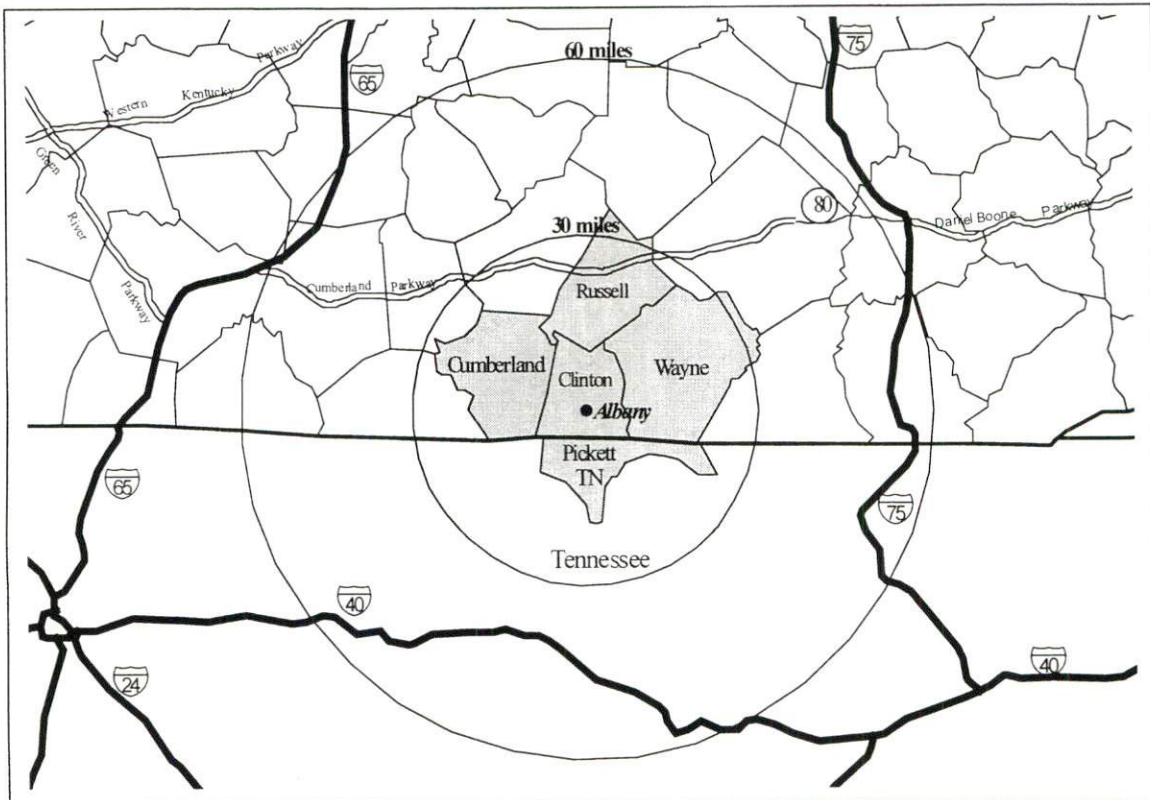 75
60 miles
Parkway
65
Kentucky
Western
Green
80
River
Daniel Boone Parkway
30 miles
Cumberland Parkway
Parkway
Russell
Cumberland
Wayne
Clinton
Albany
Pickett
TN
65
75
Tennessee
40
40
24